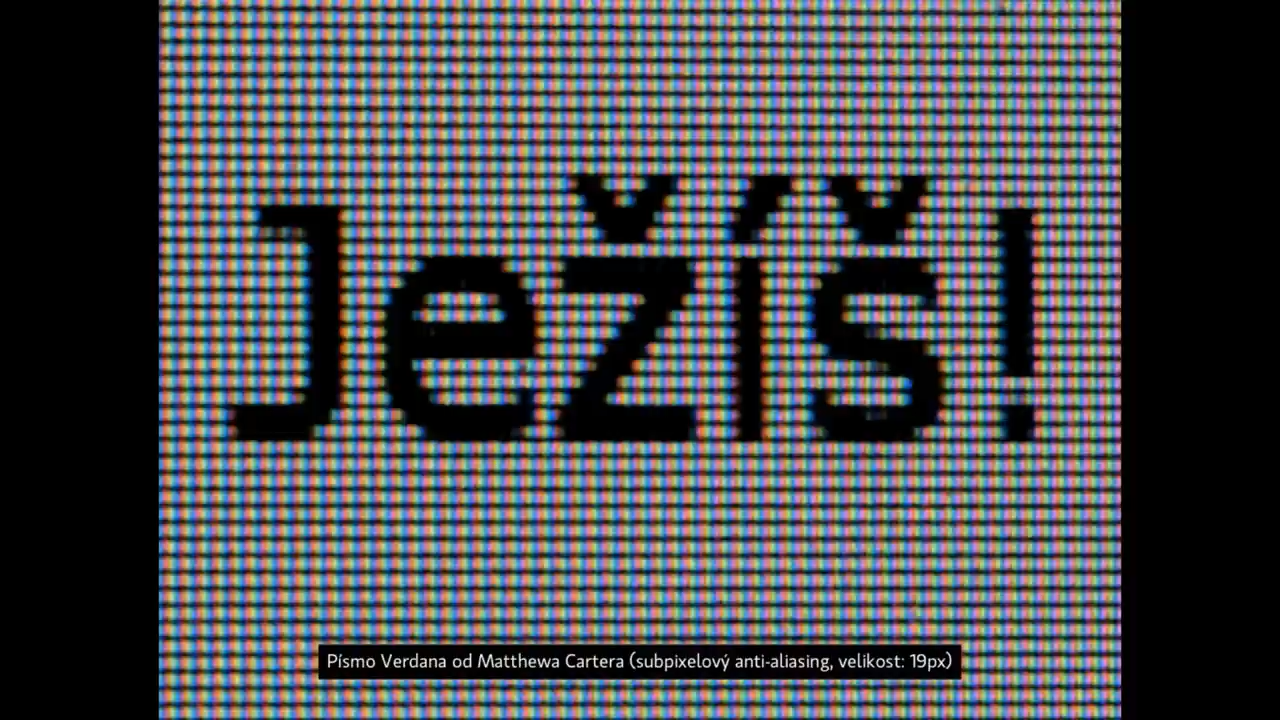 Ježíš!
Písmo Verdana od Matthewa Cartera (subpixelový anti-aliasing, velikost: 19px)